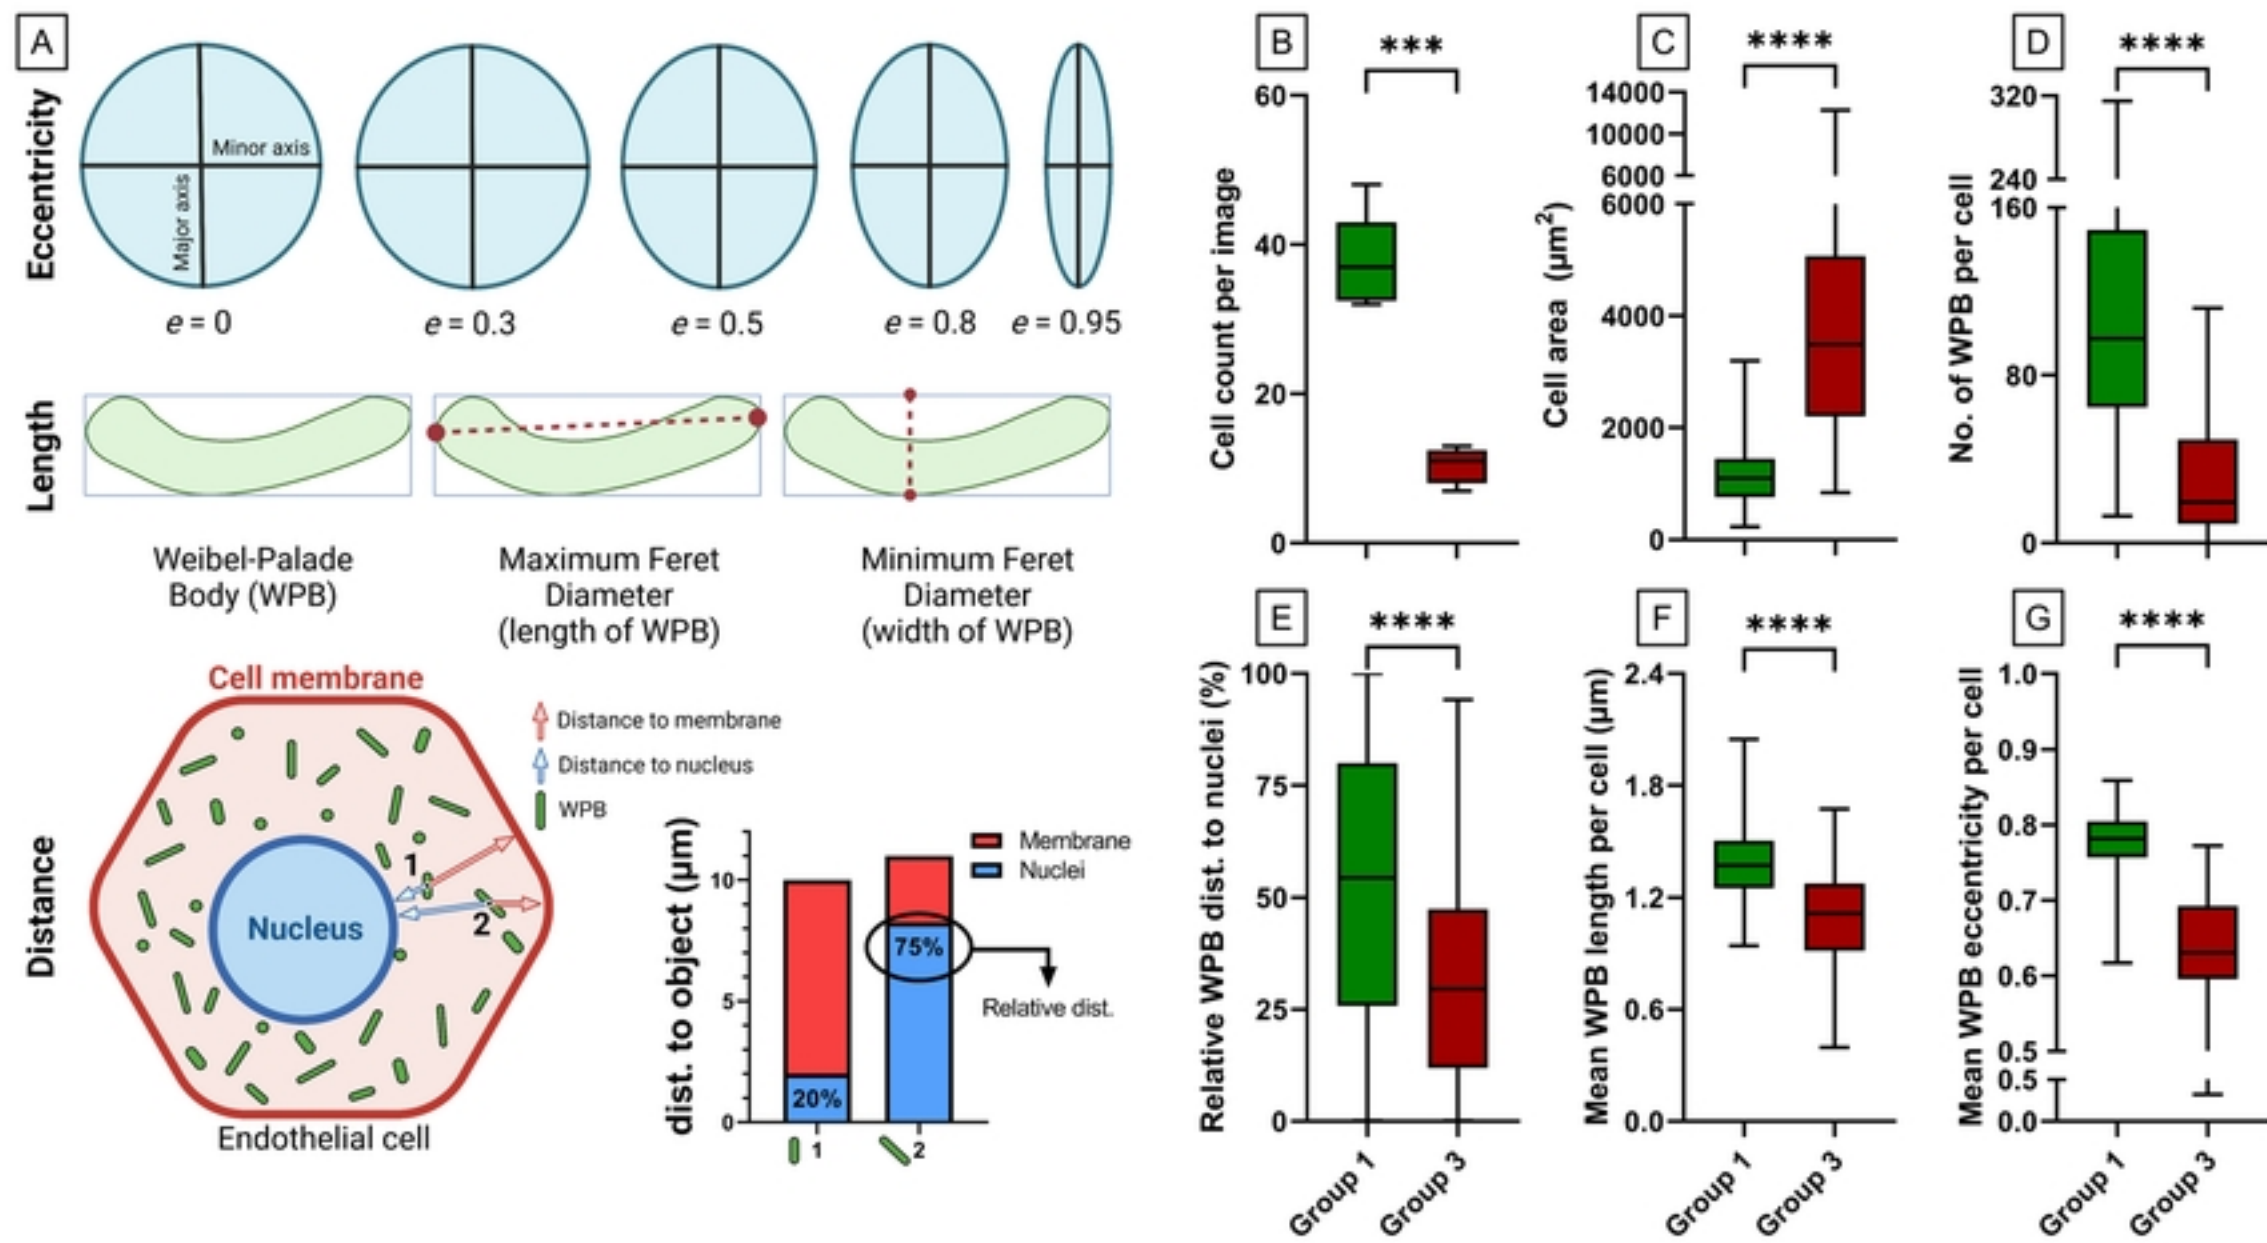 A
Eccentricity
Minor axis
Major axis
e = 0
e = 0.3
e = 0.5
e = 0.8
e = 0.95
Length
Weibel-Palade
Body (WPB)
Maximum Feret
Diameter
(length of WPB)
Minimum Feret
Diameter
(width of WPB)
Distance
Cell membrane
Distance to membrane
Distance to nucleus
WPB
1
2
Nucleus
Endothelial cell
dist. to object (µm)
10
5
0
Membrane
Nuclei
75%
20%
Relative dist.
1
2
B
***
Cell count per image
60
40
20
0
C
****
Cell area (µm²)
14000
10000
6000
6000
4000
2000
0
D
****
No. of WPB per cell
320
240
160
80
0
E
****
Relative WPB dist. to nuclei (%)
100
75
50
25
0
Group 1
Group 3
F
****
Mean WPB length per cell (µm)
2.4
1.8
1.2
0.6
0.0
Group 1
Group 3
G
****
Mean WPB eccentricity per cell
1.0
0.9
0.8
0.7
0.6
0.5
0.5
0.0
Group 1
Group 3